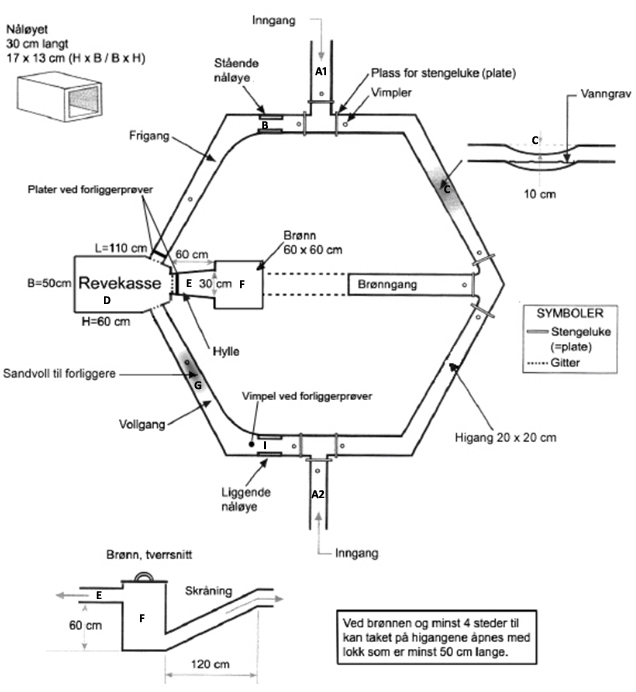 Nåløyet
30 cm langt
17 x 13 cm (H x B / B x H)
Inngang
A1
Stående
nåløye
Plass for stengeluke (plate)
Vimpler
B
Vanngrav
C
10 cm
Frigang
C
Plater ved forliggerprøver
L=110 cm
60 cm
Brønn
60 x 60 cm
B=50cm
Revekasse
D
E
30 cm
F
Brønngang
H=60 cm
Hylle
SYMBOLER
Stengeluke
(=plate)
Gitter
Sandvoll til forliggere
G
Vimpel ved forliggerprøver
Vollgang
I
Higang 20 x 20 cm
Liggende
nåløye
A2
Inngang
Brønn, tverrsnitt
Skråning
E
F
60 cm
120 cm
Ved brønnen og minst 4 steder til
kan taket på higangene åpnes med
lokk som er minst 50 cm lange.